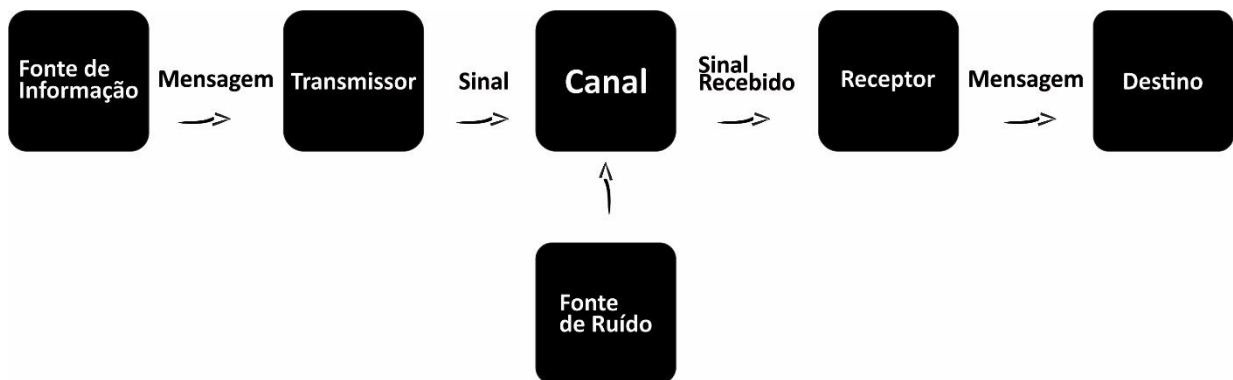 Fonte de
Informação
Mensagem
Transmissor
Sinal
Canal
Sinal
Recebido
Receptor
Mensagem
Destino
Fonte
de Ruído